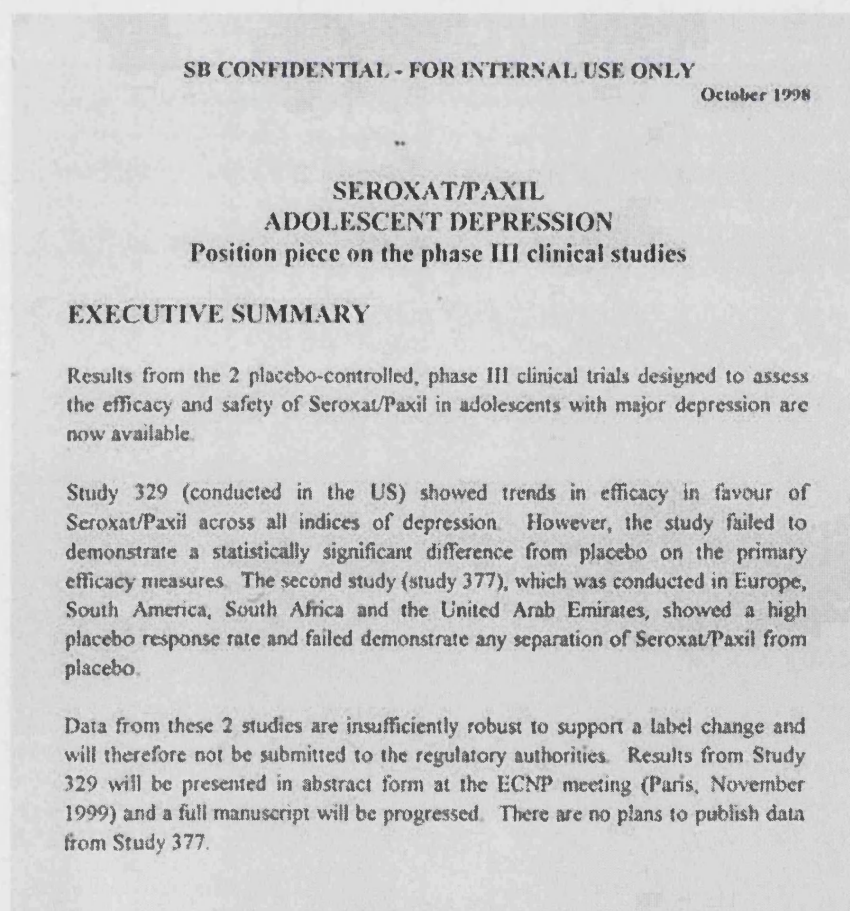 SB CONFIDENTIAL - FOR INTERNAL USE ONLY
October 1998
SEROXAT/PAXIL
ADOLESCENT DEPRESSION
Position piece on the phase III clinical studies
EXECUTIVE SUMMARY
Results from the 2 placebo-controlled, phase III clinical trials designed to assess
the efficacy and safety of Seroxat/Paxil in adolescents with major depression are
now available.
Study 329 (conducted in the US) showed trends in efficacy in favour of
Seroxat/Paxil across all indices of depression. However, the study failed to
demonstrate a statistically significant difference from placebo on the primary
efficacy measures. The second study (study 377), which was conducted in Europe,
South America, South Africa and the United Arab Emirates, showed a high
placebo response rate and failed demonstrate any separation of Seroxat/Paxil from
placebo.
Data from these 2 studies are insufficiently robust to support a label change and
will therefore not be submitted to the regulatory authorities. Results from Study
329 will be presented in abstract form at the ECNP meeting (Paris, November
1999) and a full manuscript will be progressed. There are no plans to publish data
from Study 377.